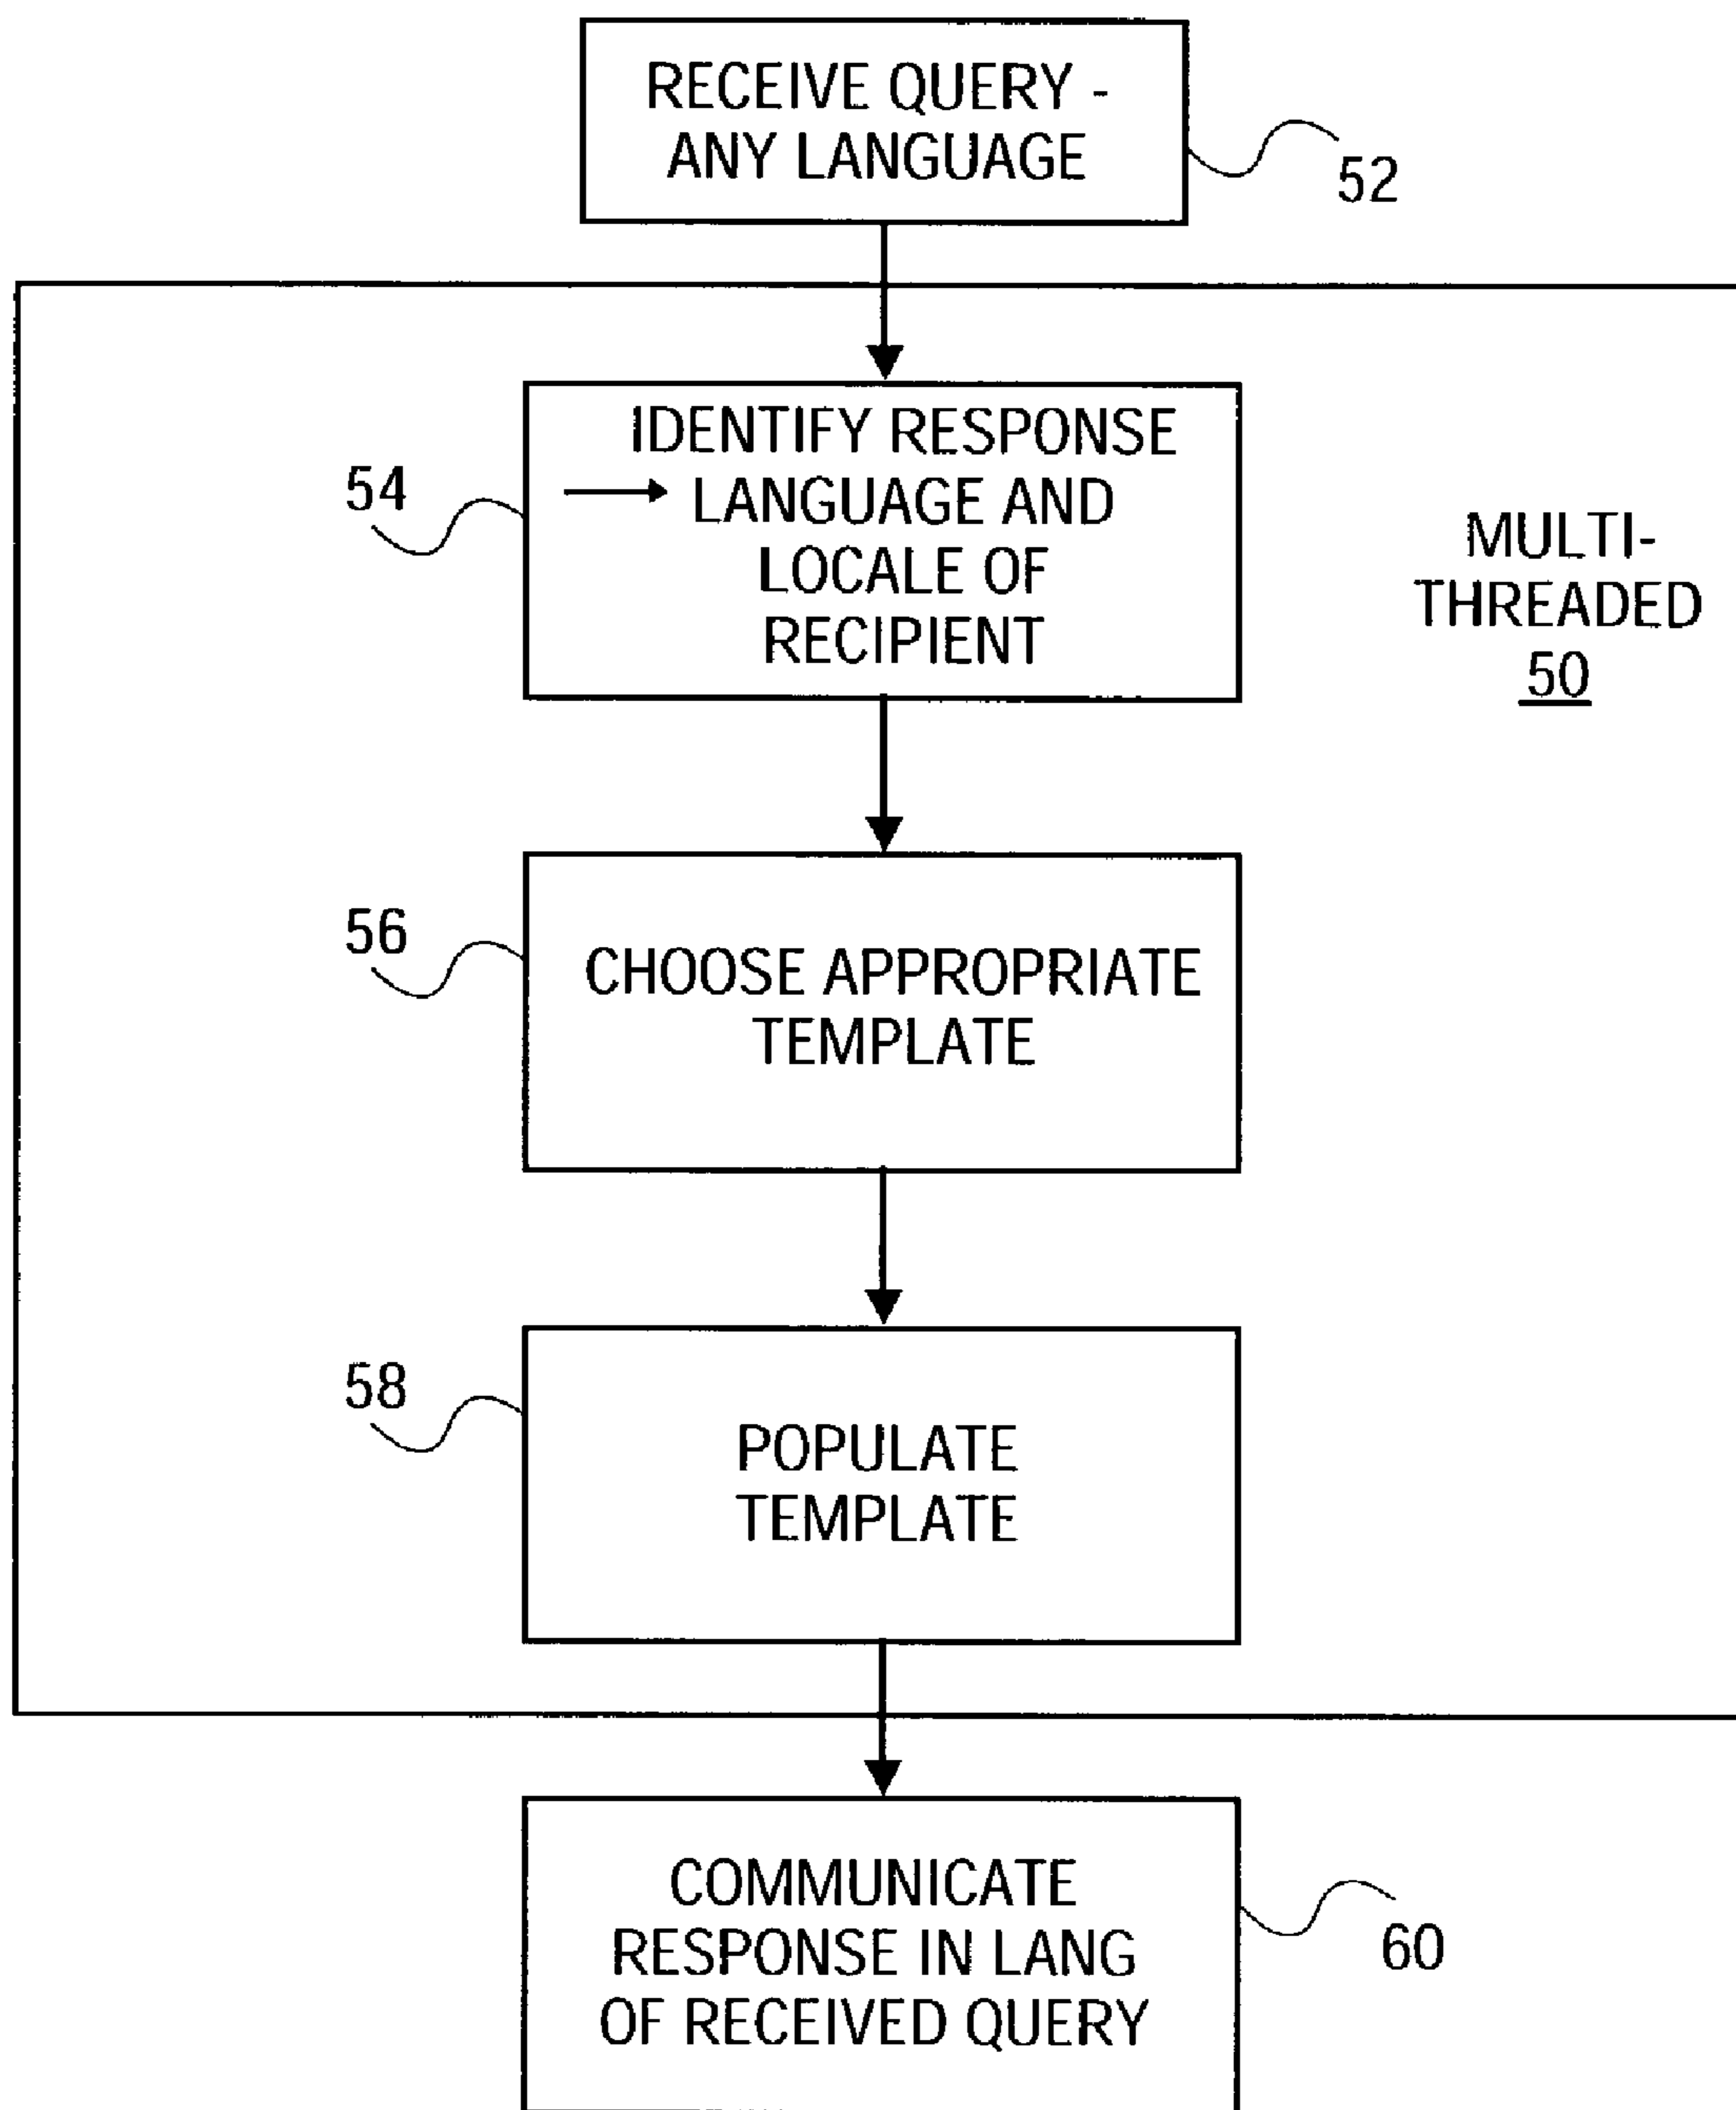 RECEIVE QUERY -
ANY LANGUAGE
52
IDENTIFY RESPONSE
LANGUAGE AND
LOCALE OF
RECIPIENT
54
MULTI-
THREADED
50
56
CHOOSE APPROPRIATE
TEMPLATE
58
POPULATE
TEMPLATE
COMMUNICATE
RESPONSE IN LANG
OF RECEIVED QUERY
60